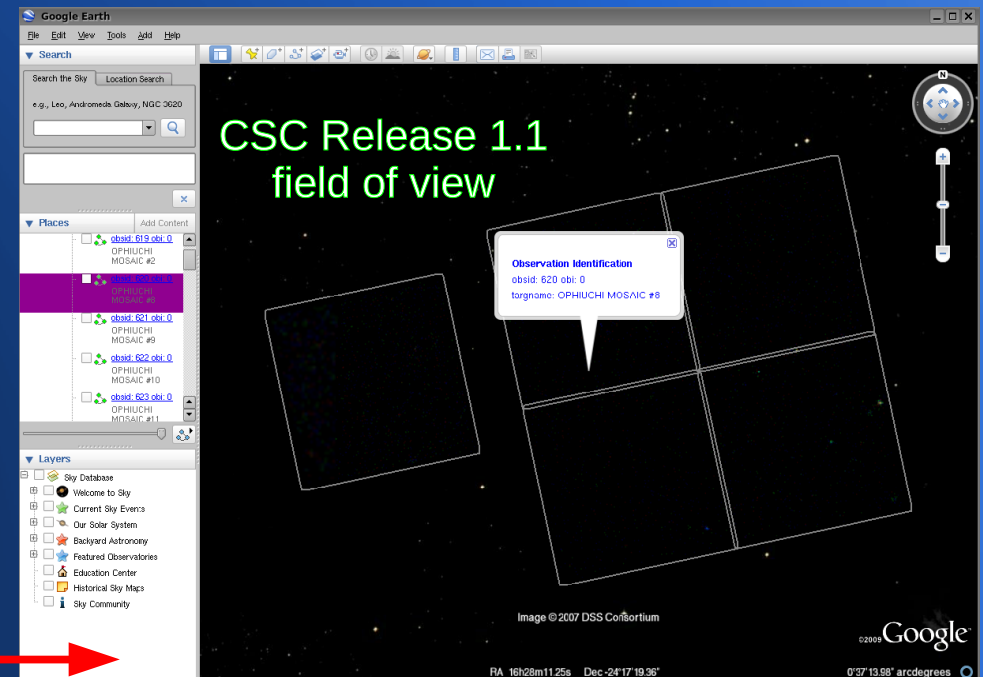 Google Earth
File Edit View Tools Add Help
Search
Search the Sky Location Search
e.g., Leo, Andromeda Galaxy, NGC 3620
Places Add Content
obsid: 619 obi: 0
OPHIUCHI
MOSAIC #2
obsid: 620 obi: 0
OPHIUCHI
MOSAIC #8
obsid: 621 obi: 0
OPHIUCHI
MOSAIC #9
obsid: 622 obi: 0
OPHIUCHI
MOSAIC #10
obsid: 623 obi: 0
OPHIUCHI
MOSAIC #11
Layers
Sky Database
Welcome to Sky
Current Sky Events
Our Solar System
Backyard Astronomy
Featured Observatories
Education Center
Historical Sky Maps
Sky Community
CSC Release 1.1
field of view
N
Observation Identification
obsid: 620 obi: 0
targname: OPHIUCHI MOSAIC #8
Image © 2007 DSS Consortium
©2009 Google
RA 16h28m11.25s Dec -24°17'19.36" 0°37'13.98" arcdegrees